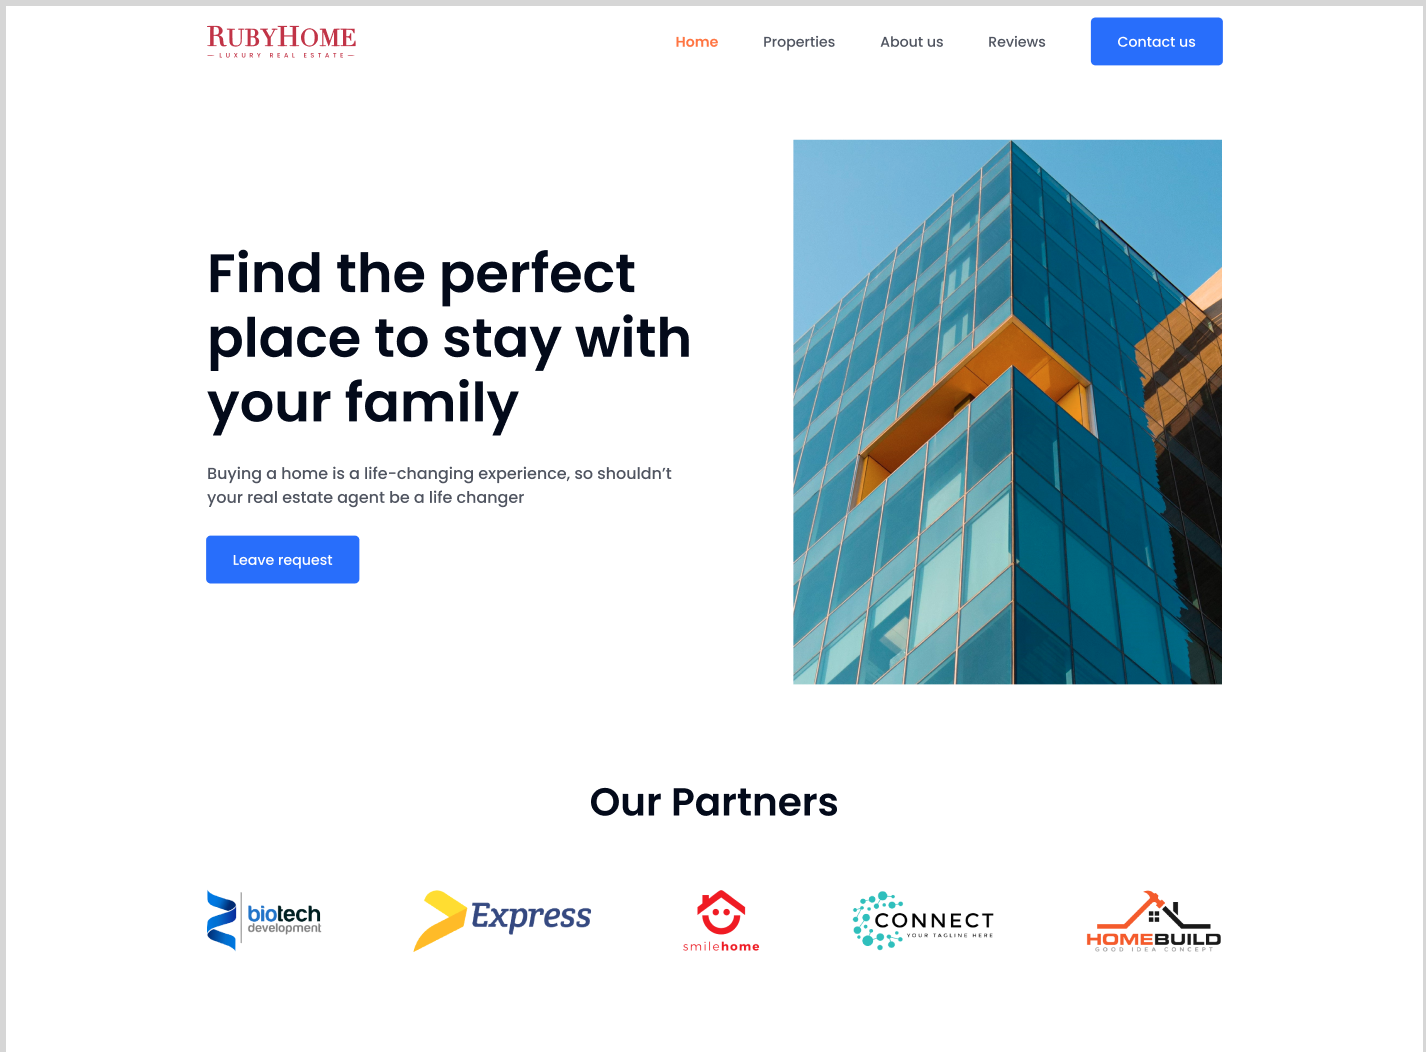 RUBYHOME
LUXURY REAL ESTATE
Home
Properties
About us
Reviews
Contact us
Find the perfect
place to stay with
your family
Buying a home is a life-changing experience, so shouldn’t
your real estate agent be a life changer
Leave request
Our Partners
biotech
development
Express
smilehome
CONNECT
YOUR TAGLINE HERE
HOMEBUILD
GOOD IDEA CONCEPT